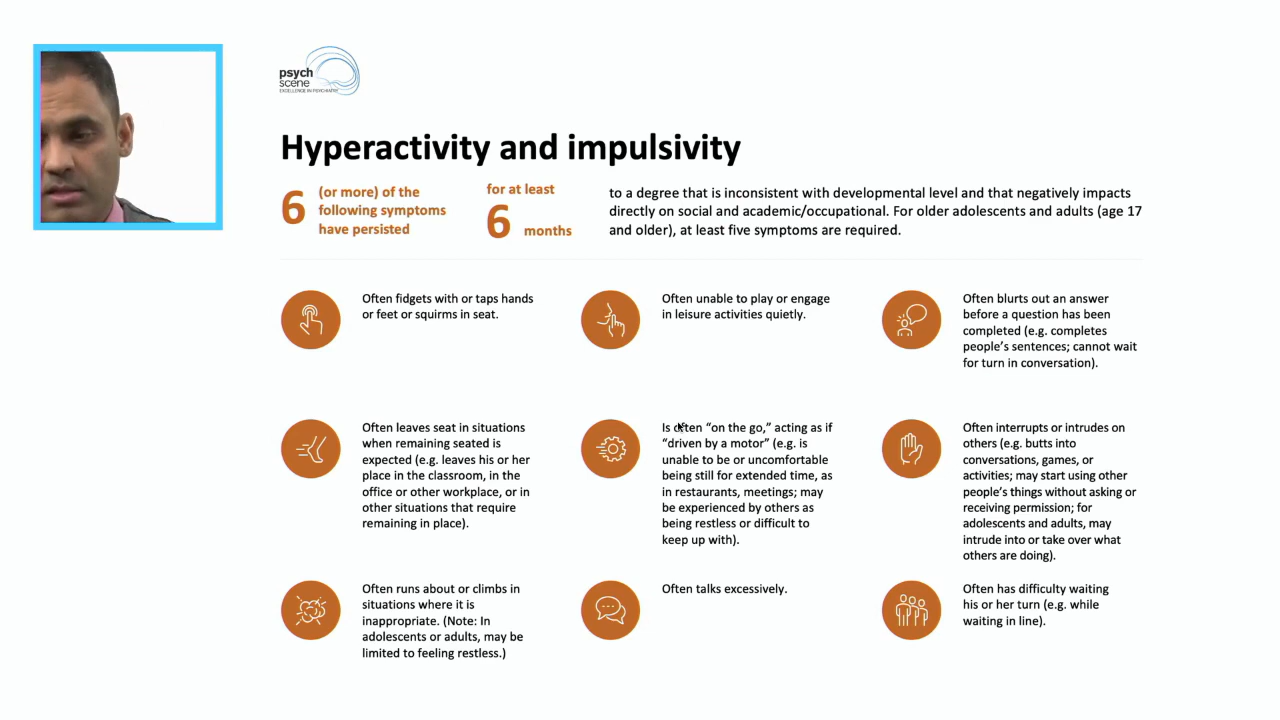 psych
scene
EXCELLENCE IN PSYCHIATRY
Hyperactivity and impulsivity
6
(or more) of the
following symptoms
have persisted
for at least
6
months
to a degree that is inconsistent with developmental level and that negatively impacts
directly on social and academic/occupational. For older adolescents and adults (age 17
and older), at least five symptoms are required.
Often fidgets with or taps hands
or feet or squirms in seat.
Often unable to play or engage
in leisure activities quietly.
Often blurts out an answer
before a question has been
completed (e.g. completes
people’s sentences; cannot wait
for turn in conversation).
Often leaves seat in situations
when remaining seated is
expected (e.g. leaves his or her
place in the classroom, in the
office or other workplace, or in
other situations that require
remaining in place).
Is often “on the go,” acting as if
“driven by a motor” (e.g. is
unable to be or uncomfortable
being still for extended time, as
in restaurants, meetings; may
be experienced by others as
being restless or difficult to
keep up with).
Often interrupts or intrudes on
others (e.g. butts into
conversations, games, or
activities; may start using other
people’s things without asking or
receiving permission; for
adolescents and adults, may
intrude into or take over what
others are doing).
Often runs about or climbs in
situations where it is
inappropriate. (Note: In
adolescents or adults, may be
limited to feeling restless.)
Often talks excessively.
Often has difficulty waiting
his or her turn (e.g. while
waiting in line).